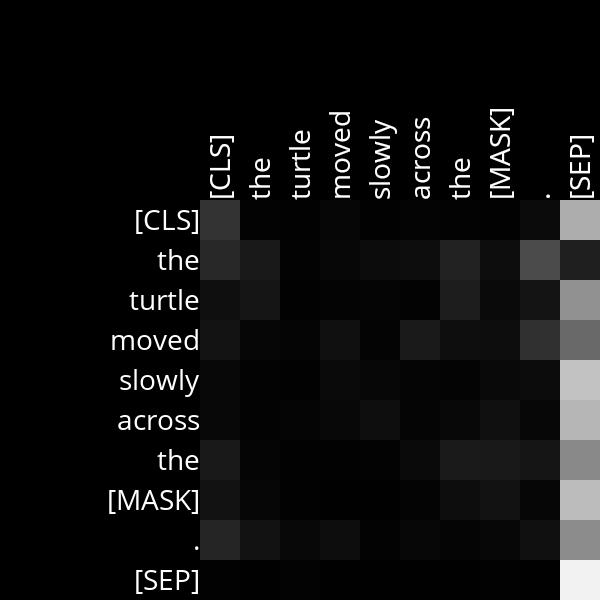 [CLS] the turtle moved slowly across the [MASK] . [SEP]
[CLS]
the
turtle
moved
slowly
across
the
[MASK]
.
[SEP]